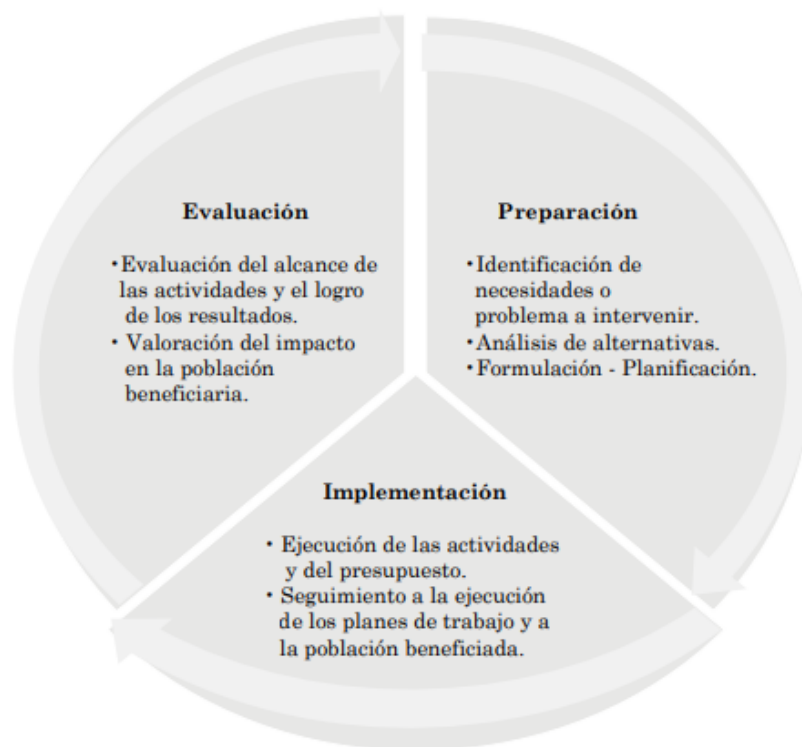 Evaluación
•Evaluación del alcance de
las actividades y el logro
de los resultados.
• Valoración del impacto
en la población
beneficiaria.
Preparación
•Identificación de
necesidades o
problema a intervenir.
•Análisis de alternativas.
•Formulación - Planificación.
Implementación
• Ejecución de las actividades
y del presupuesto.
• Seguimiento a la ejecución
de los planes de trabajo y a
la población beneficiada.